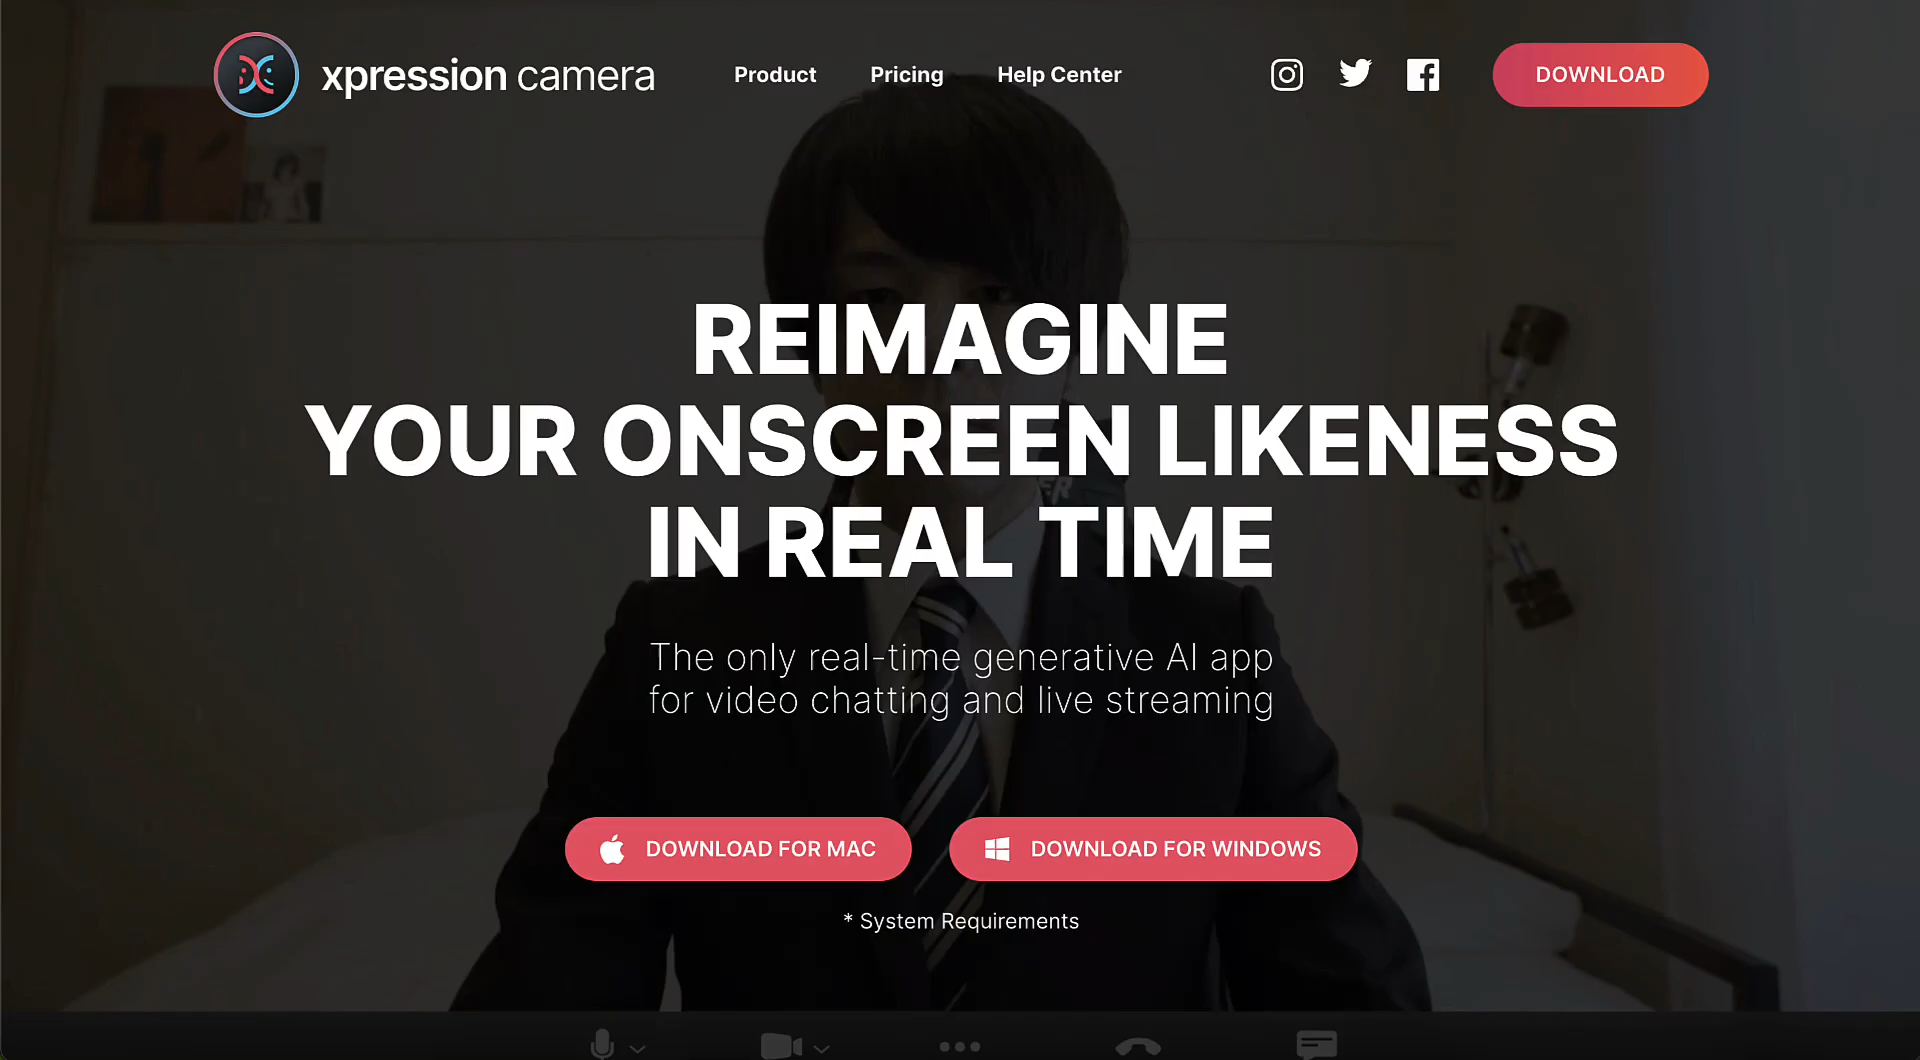 xpression camera
Product
Pricing
Help Center
DOWNLOAD
REIMAGINE
YOUR ONSCREEN LIKENESS
IN REAL TIME
The only real-time generative AI app
for video chatting and live streaming
DOWNLOAD FOR MAC
DOWNLOAD FOR WINDOWS
* System Requirements